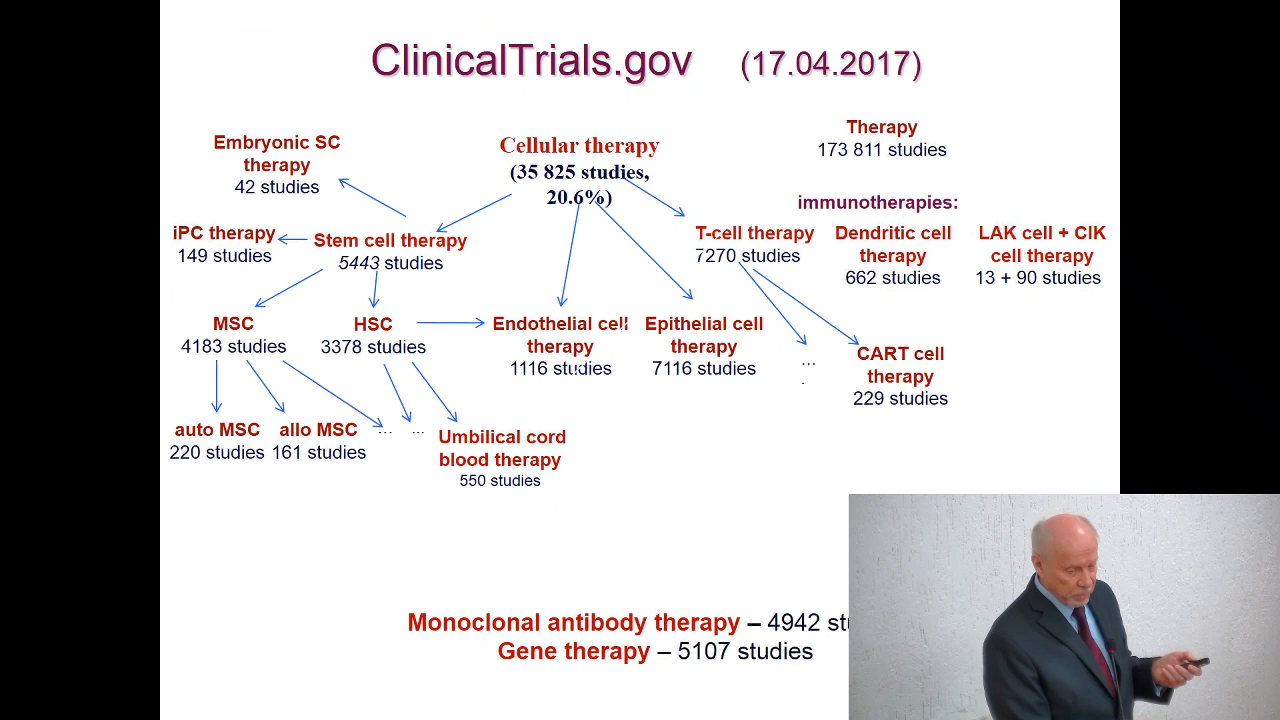 ClinicalTrials.gov (17.04.2017)
Embryonic SC
therapy
42 studies
Cellular therapy
(35 825 studies,
20.6%)
Therapy
173 811 studies
immunotherapies:
iPC therapy
149 studies
Stem cell therapy
5443 studies
T-cell therapy
7270 studies
Dendritic cell
therapy
662 studies
LAK cell + CIK
cell therapy
13 + 90 studies
MSC
4183 studies
HSC
3378 studies
Endothelial cell
therapy
1116 studies
Epithelial cell
therapy
7116 studies
...
.
CART cell
therapy
229 studies
auto MSC
220 studies
allo MSC
161 studies
...
...
Umbilical cord
blood therapy
550 studies
Monoclonal antibody therapy – 4942
Gene therapy – 5107 studies